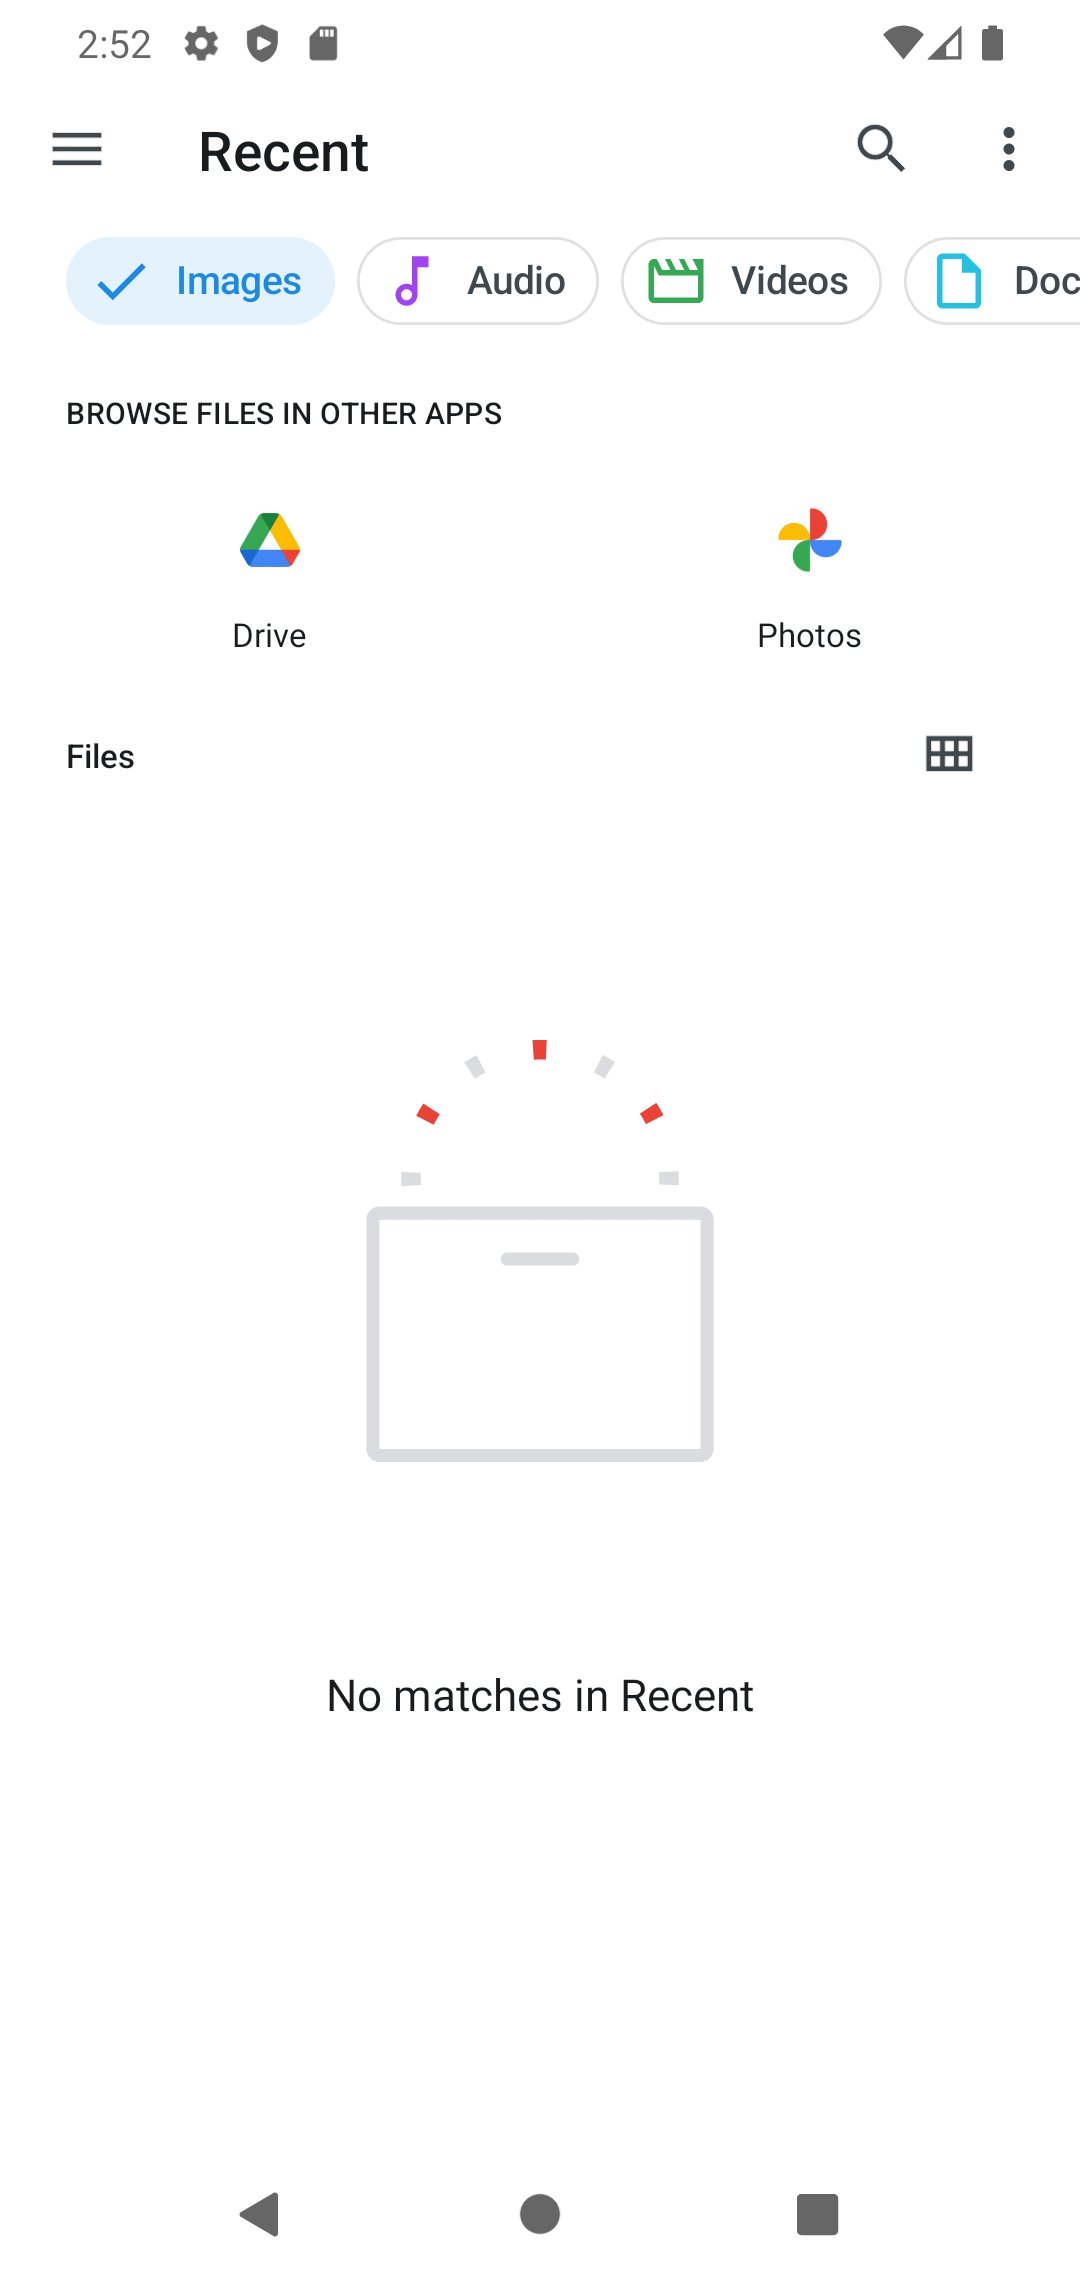 2:52
Recent
Images
Audio
Videos
Doc
BROWSE FILES IN OTHER APPS
Drive
Photos
Files
No matches in Recent